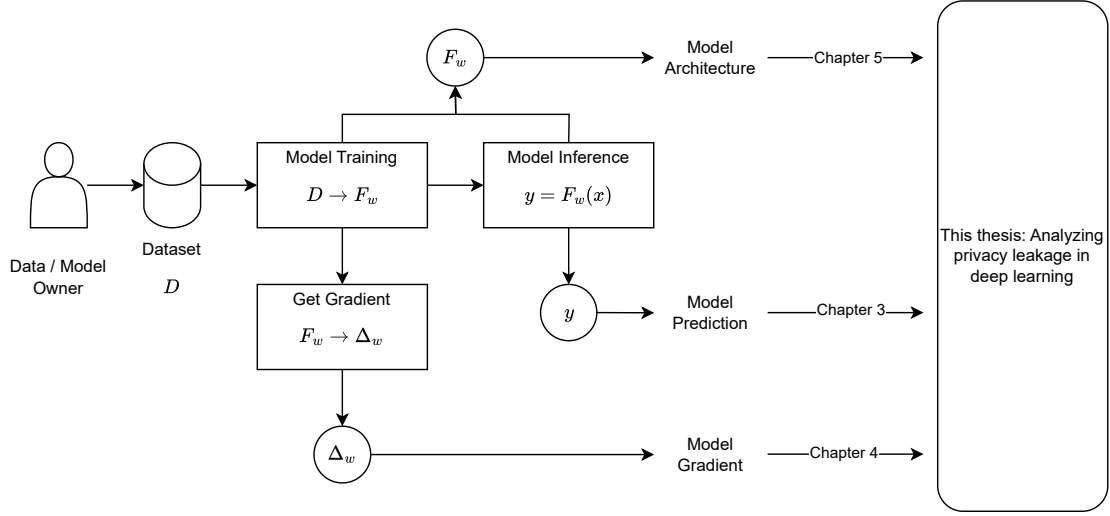 F_w
Model
Architecture
Chapter 5
Model Training
D → F_w
Model Inference
y = F_w(x)
Data / Model
Owner
Dataset
D
This thesis: Analyzing
privacy leakage in
deep learning
Get Gradient
F_w → Δ_w
y
Model
Prediction
Chapter 3
Δ_w
Model
Gradient
Chapter 4